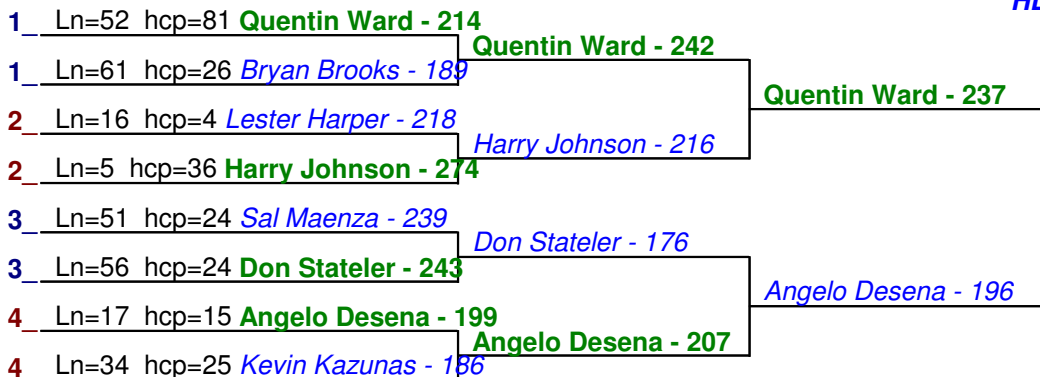 1_ Ln=52 hcp=81 Quentin Ward - 214
Quentin Ward - 242
1_ Ln=61 hcp=26 Bryan Brooks - 189
Quentin Ward - 237
2_ Ln=16 hcp=4 Lester Harper - 218
Harry Johnson - 216
2_ Ln=5 hcp=36 Harry Johnson - 274
3_ Ln=51 hcp=24 Sal Maenza - 239
Don Stateler - 176
3_ Ln=56 hcp=24 Don Stateler - 243
Angelo Desena - 196
4_ Ln=17 hcp=15 Angelo Desena - 199
Angelo Desena - 207
4 Ln=34 hcp=25 Kevin Kazunas - 186